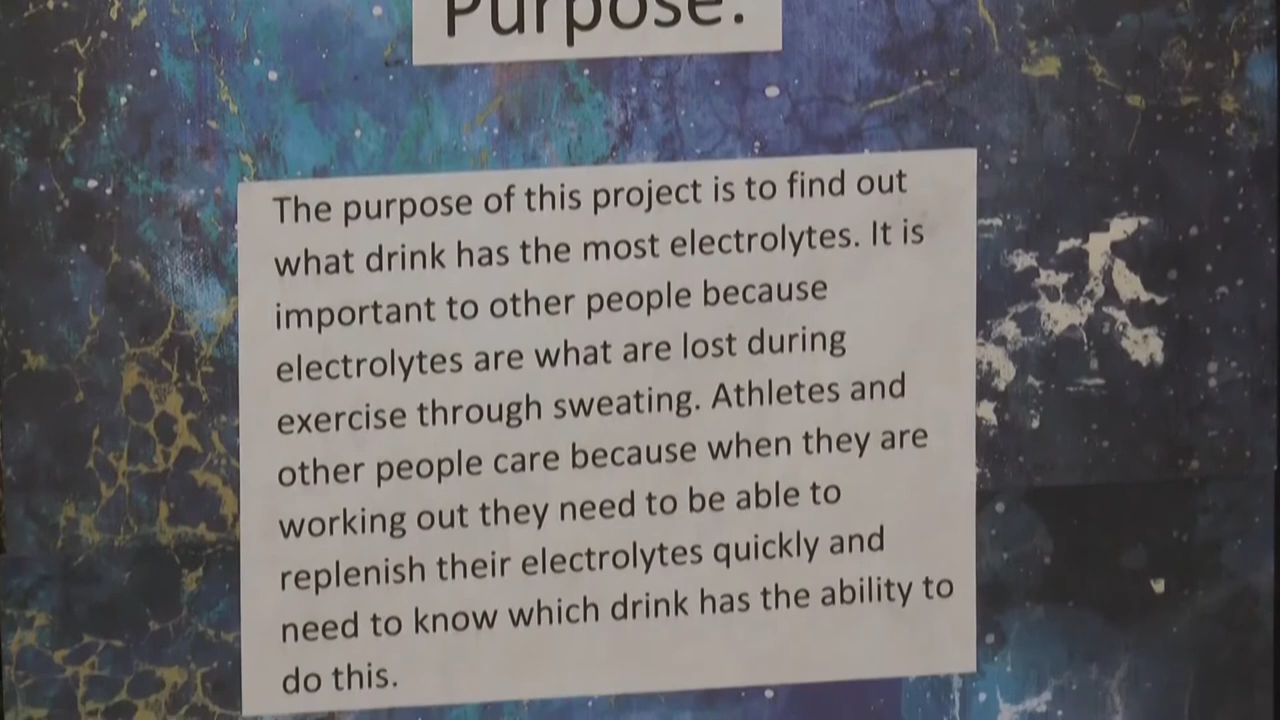 Purpose:
The purpose of this project is to find out
what drink has the most electrolytes. It is
important to other people because
electrolytes are what are lost during
exercise through sweating. Athletes and
other people care because when they are
working out they need to be able to
replenish their electrolytes quickly and
need to know which drink has the ability to
do this.